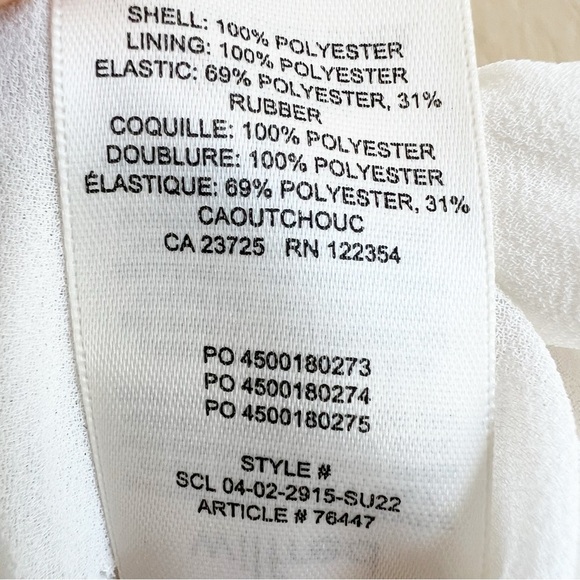 SHELL: 100% POLYESTER
LINING: 100% POLYESTER
ELASTIC: 69% POLYESTER, 31%
RUBBER
COQUILLE: 100% POLYESTER
DOUBLURE: 100% POLYESTER
ÉLASTIQUE: 69% POLYESTER, 31%
CAOUTCHOUC
CA 23725 RN 122354
PO 4500180273
PO 4500180274
PO 4500180275
STYLE #
SCL 04-02-2915-SU22
ARTICLE # 76447